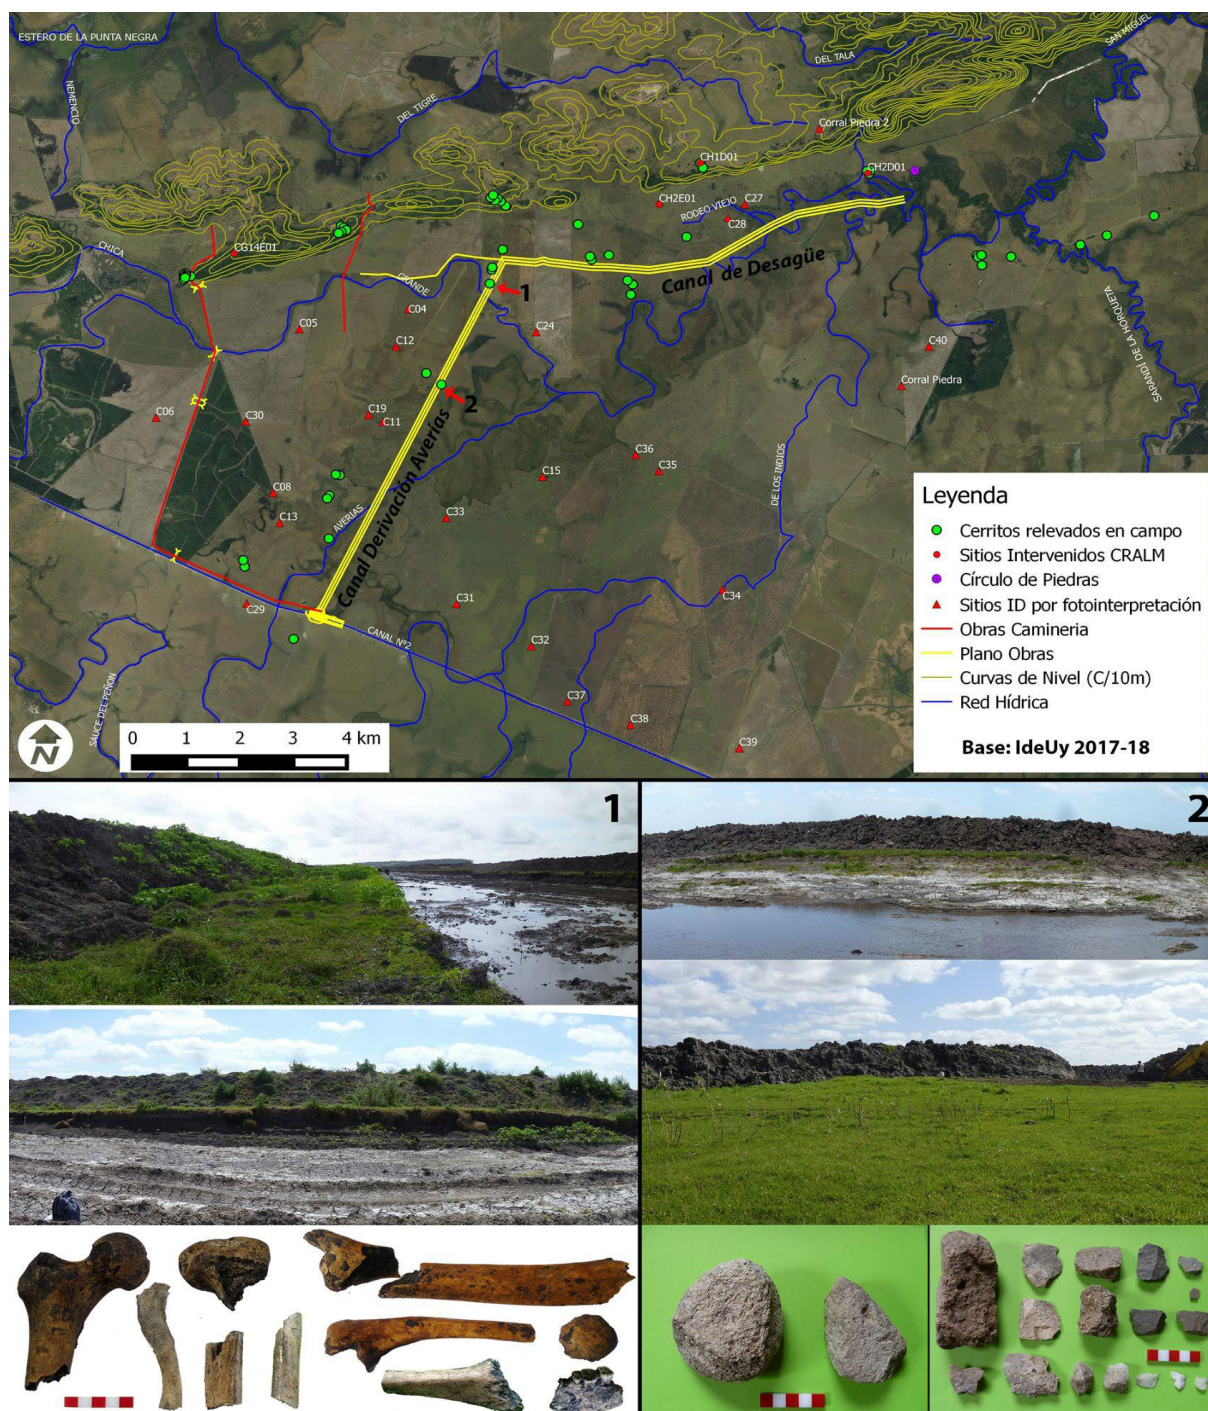 ESTERO DE LA PUNTA NEGRA
NEMENCIO
DEL TIGRE
DEL TALA
SAN MIGUEL
Corral Piedra 2
CH1D01
CH2D01
CH2E01
C27
RODEO VIEJO
C28
CHICA
CG14E01
GRANDE
Canal de Desagüe
1
C04
C05
C24
C12
C40
SARANDÍ DE LA HORQUETA
Corral Piedra
2
C06
C30
C19
C11
C36
C35
C15
DE LOS INDIOS
C08
C13
AVERIAS
C33
Canal Derivación Averías
C29
C31
C34
CANAL Nº2
C32
SAUCE DEL PEÑON
C37
C38
C39
N
0 1 2 3 4 km
Leyenda
Cerritos relevados en campo
Sitios Intervenidos CRALM
Círculo de Piedras
Sitios ID por fotointerpretación
Obras Camineria
Plano Obras
Curvas de Nivel (C/10m)
Red Hídrica
Base: IdeUy 2017-18
1
2